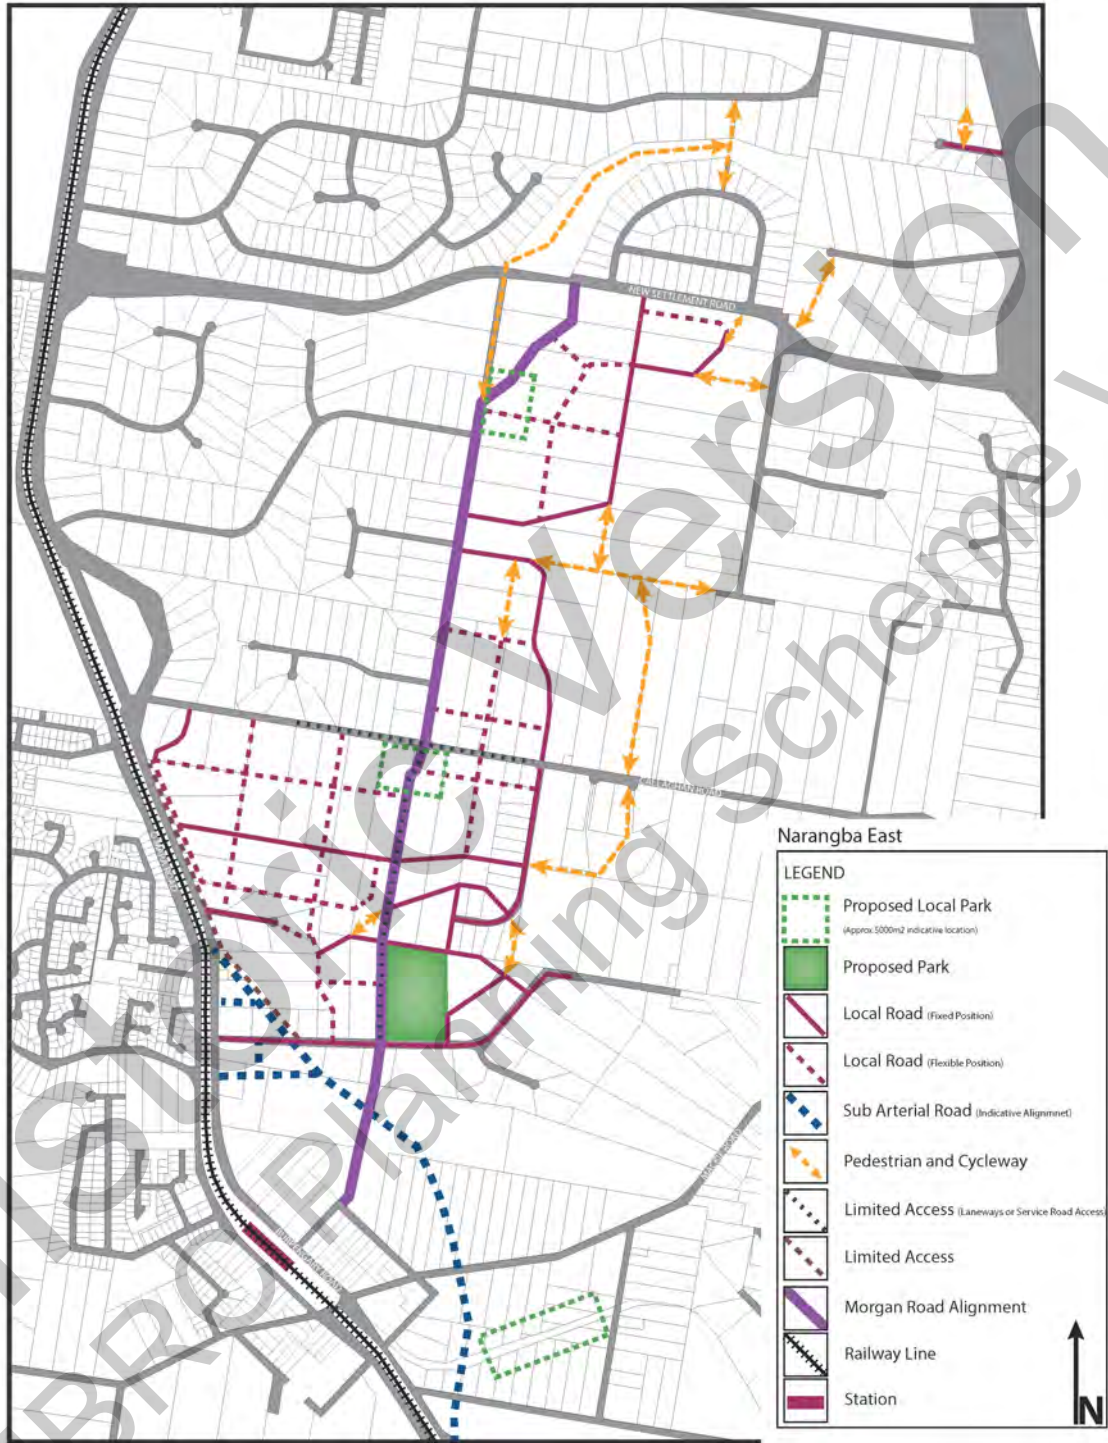 NEW SETTLEMENT ROAD
CALLAGHAN ROAD
Narangba East
LEGEND
Proposed Local Park
(Approx 5000m2 indicative location)
Proposed Park
Local Road (Fixed Position)
Local Road (Flexible Position)
Sub Arterial Road (Indicative Alignmnet)
Pedestrian and Cycleway
Limited Access (Laneways or Service Road Access)
Limited Access
Morgan Road Alignment
Railway Line
Station
N
Historic Version
MBRC Planning Scheme V